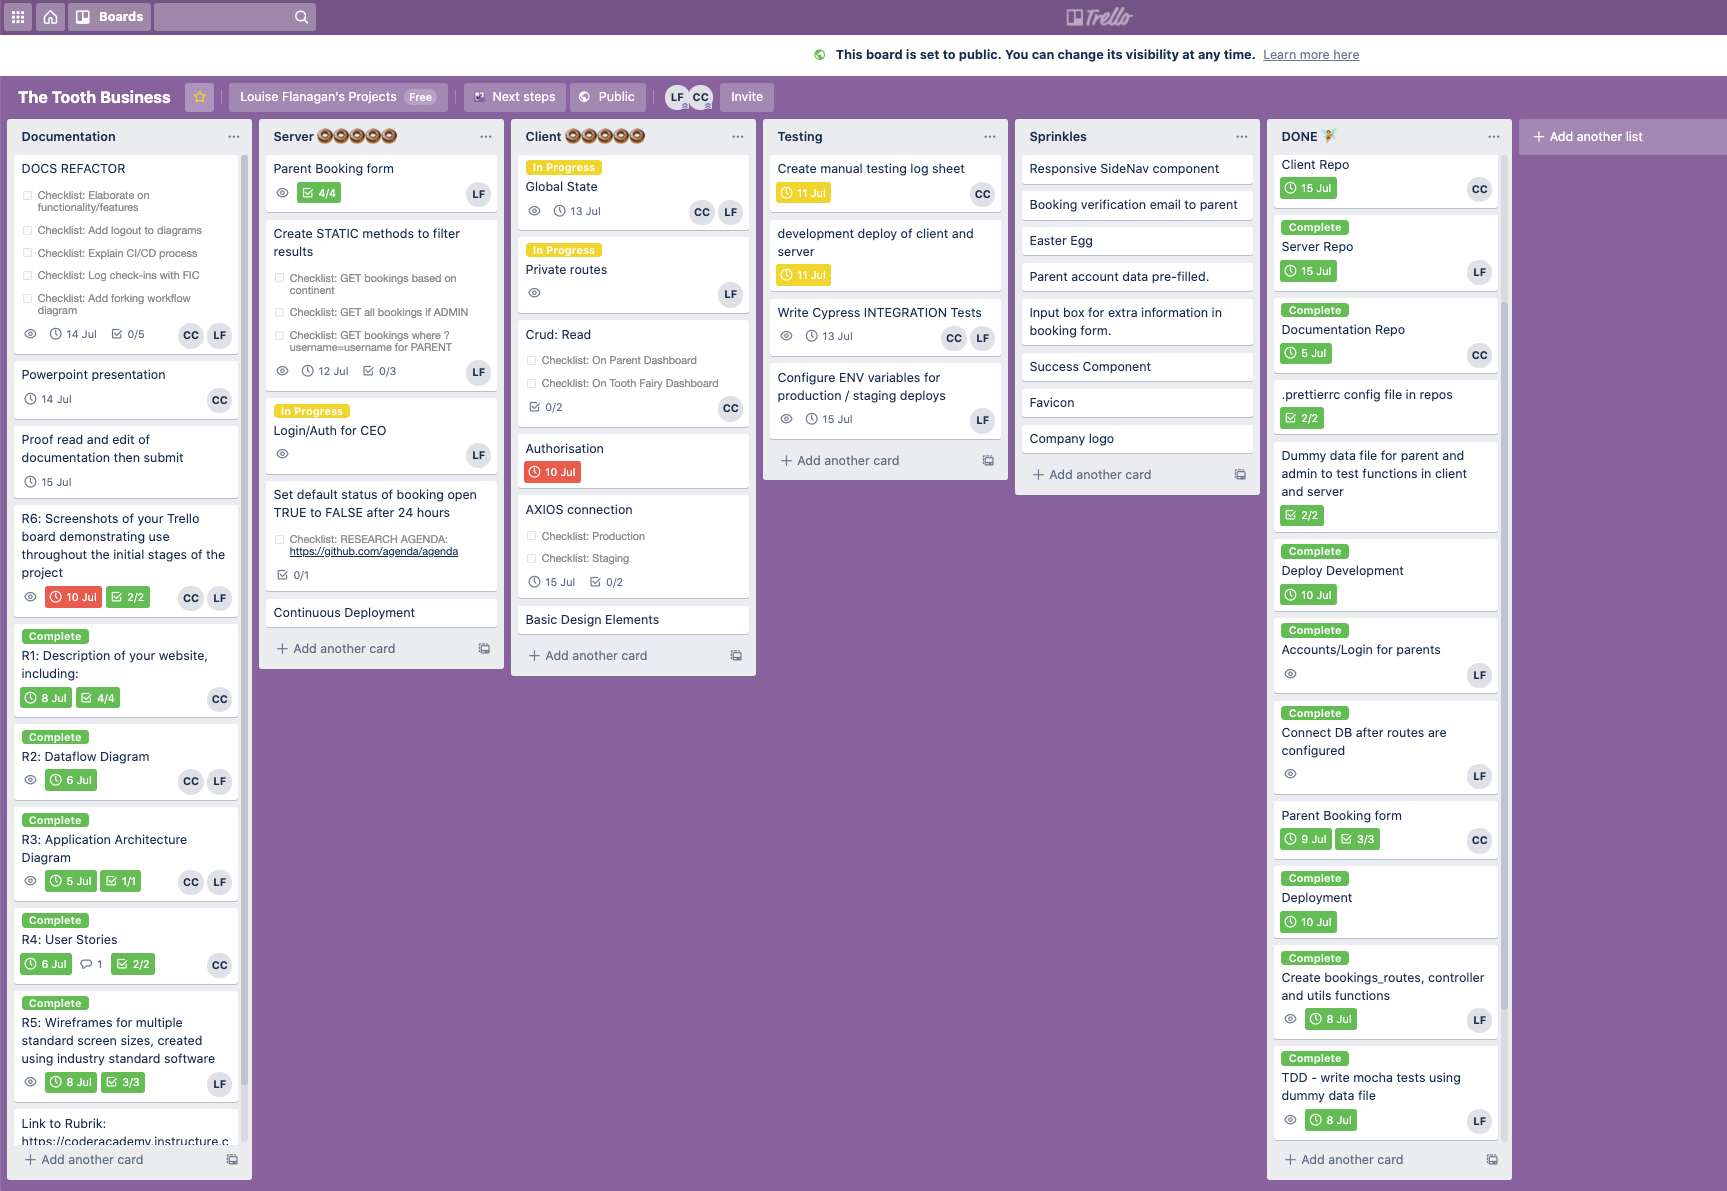 Boards
Trello
This board is set to public. You can change its visibility at any time. Learn more here
The Tooth Business
Louise Flanagan's Projects Free
Next steps
Public
LF CC
Invite
Documentation
DOCS REFACTOR
Checklist: Elaborate on
functionality/features
Checklist: Add logout to diagrams
Checklist: Explain CI/CD process
Checklist: Log check-ins with FIC
Checklist: Add forking workflow
diagram
14 Jul 0/5 CC LF
Powerpoint presentation
14 Jul CC
Proof read and edit of
documentation then submit
15 Jul
R6: Screenshots of your Trello
board demonstrating use
throughout the initial stages of the
project
10 Jul 2/2 CC LF
Complete
R1: Description of your website,
including:
8 Jul 4/4 CC
Complete
R2: Dataflow Diagram
6 Jul CC LF
Complete
R3: Application Architecture
Diagram
5 Jul 1/1 CC LF
Complete
R4: User Stories
6 Jul 1 2/2 CC
Complete
R5: Wireframes for multiple
standard screen sizes, created
using industry standard software
8 Jul 3/3 LF
Link to Rubrik:
https://coderacademy.instructure.c
+ Add another card
Server
Parent Booking form
4/4 LF
Create STATIC methods to filter
results
Checklist: GET bookings based on
continent
Checklist: GET all bookings if ADMIN
Checklist: GET bookings where ?
username=username for PARENT
12 Jul 0/3 LF
In Progress
Login/Auth for CEO
LF
Set default status of booking open
TRUE to FALSE after 24 hours
Checklist: RESEARCH AGENDA:
https://github.com/agenda/agenda
0/1
Continuous Deployment
+ Add another card
Client
In Progress
Global State
13 Jul CC LF
In Progress
Private routes
LF
Crud: Read
Checklist: On Parent Dashboard
Checklist: On Tooth Fairy Dashboard
0/2 CC
Authorisation
10 Jul
AXIOS connection
Checklist: Production
Checklist: Staging
15 Jul 0/2
Basic Design Elements
+ Add another card
Testing
Create manual testing log sheet
11 Jul CC
development deploy of client and
server
11 Jul
Write Cypress INTEGRATION Tests
13 Jul CC LF
Configure ENV variables for
production / staging deploys
15 Jul LF
+ Add another card
Sprinkles
Responsive SideNav component
Booking verification email to parent
Easter Egg
Parent account data pre-filled.
Input box for extra information in
booking form.
Success Component
Favicon
Company logo
+ Add another card
DONE
Client Repo
15 Jul CC
Complete
Server Repo
15 Jul LF
Complete
Documentation Repo
5 Jul CC
.prettierrc config file in repos
2/2
Dummy data file for parent and
admin to test functions in client
and server
2/2
Complete
Deploy Development
10 Jul
Complete
Accounts/Login for parents
LF
Complete
Connect DB after routes are
configured
LF
Parent Booking form
9 Jul 3/3 CC
Complete
Deployment
10 Jul
Complete
Create bookings_routes, controller
and utils functions
8 Jul LF
Complete
TDD - write mocha tests using
dummy data file
8 Jul LF
+ Add another card
+ Add another list